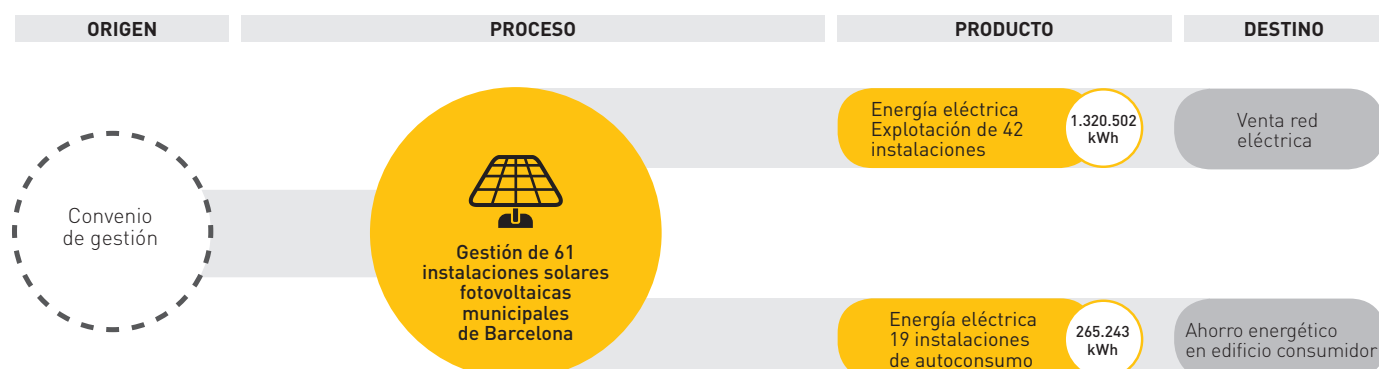 ORIGEN
PROCESO
PRODUCTO
DESTINO
Convenio
de gestión
Gestión de 61
instalaciones solares
fotovoltaicas
municipales
de Barcelona
Energía eléctrica
Explotación de 42
instalaciones
1.320.502
kWh
Venta red
eléctrica
Energía eléctrica
19 instalaciones
de autoconsumo
265.243
kWh
Ahorro energético
en edificio consumidor